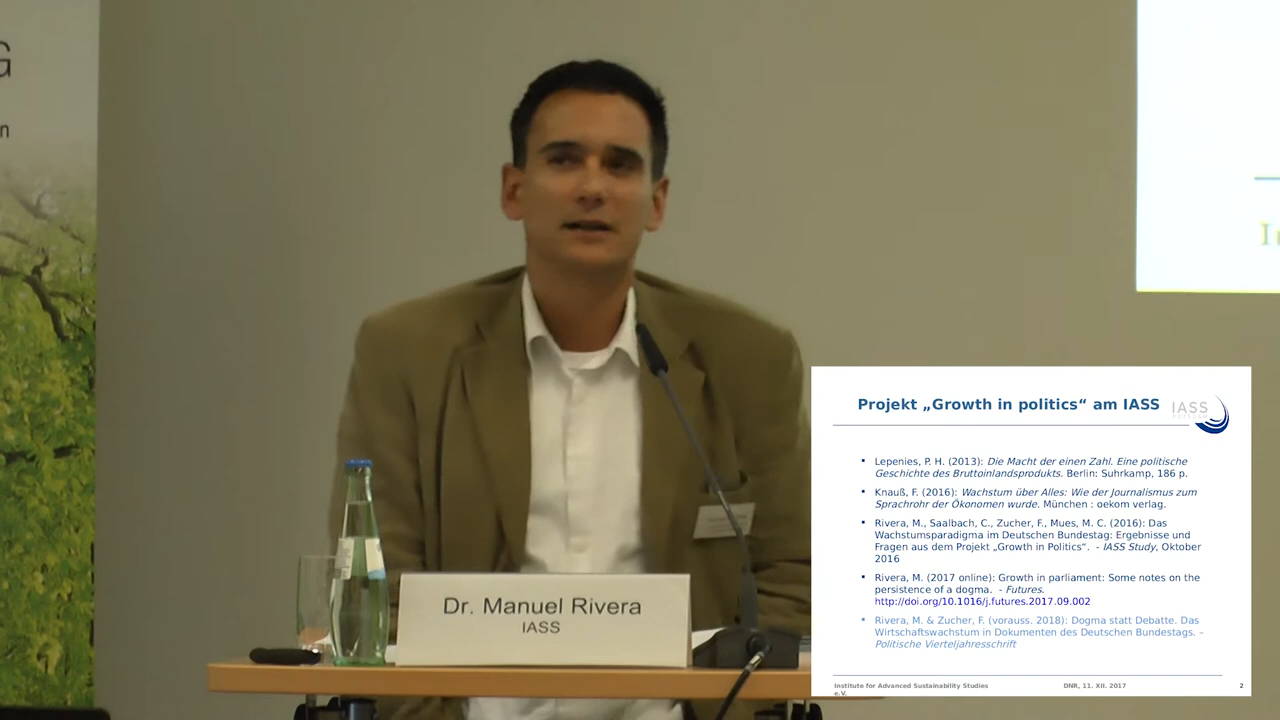 G
n
I
Dr. Manuel Rivera
IASS
Projekt „Growth in politics“ am IASS
IASS
POTSDAM
▪ Lepenies, P. H. (2013): Die Macht der einen Zahl. Eine politische
Geschichte des Bruttoinlandsprodukts. Berlin: Suhrkamp, 186 p.
▪ Knauß, F. (2016): Wachstum über Alles: Wie der Journalismus zum
Sprachrohr der Ökonomen wurde. München : oekom verlag.
▪ Rivera, M., Saalbach, C., Zucher, F., Mues, M. C. (2016): Das
Wachstumsparadigma im Deutschen Bundestag: Ergebnisse und
Fragen aus dem Projekt „Growth in Politics“. - IASS Study, Oktober
2016
▪ Rivera, M. (2017 online): Growth in parliament: Some notes on the
persistence of a dogma. - Futures.
http://doi.org/10.1016/j.futures.2017.09.002
▪ Rivera, M. & Zucher, F. (vorauss. 2018): Dogma statt Debatte. Das
Wirtschaftswachstum in Dokumenten des Deutschen Bundestags. –
Politische Vierteljahresschrift
Institute for Advanced Sustainability Studies
e.V.
DNR, 11. XII. 2017
2